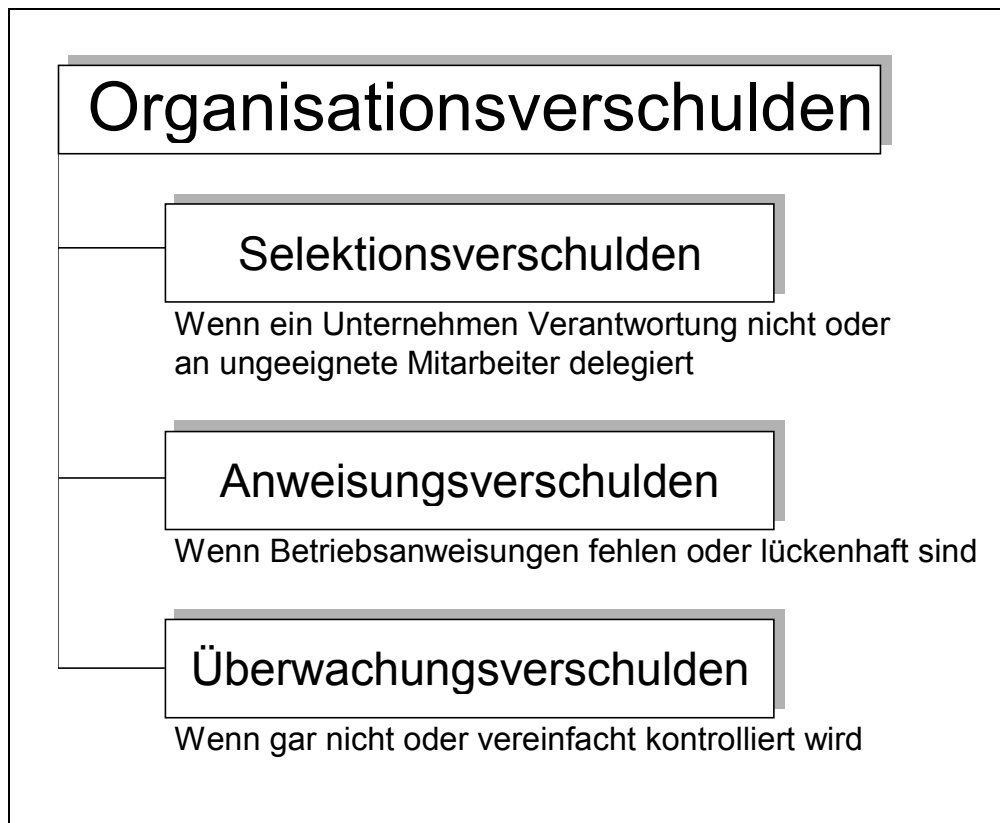 Organisationsverschulden
Selektionsverschulden
Wenn ein Unternehmen Verantwortung nicht oder
an ungeeignete Mitarbeiter delegiert
Anweisungsverschulden
Wenn Betriebsanweisungen fehlen oder lückenhaft sind
Überwachungsverschulden
Wenn gar nicht oder vereinfacht kontrolliert wird